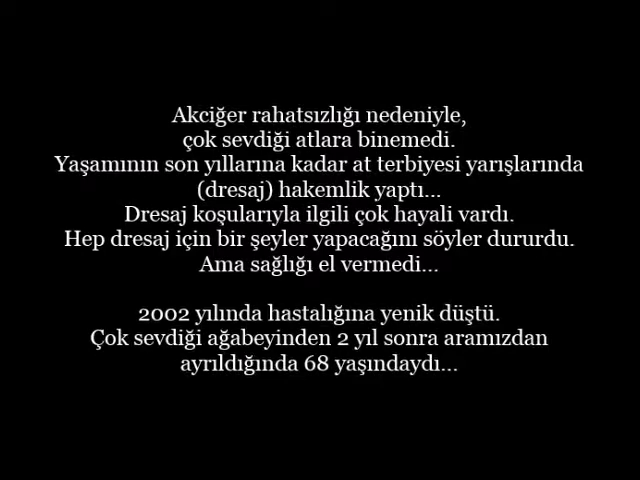 Akciğer rahatsızlığı nedeniyle,
çok sevdiği atlara binemedi.
Yaşamının son yıllarına kadar at terbiyesi yarışlarında
(dresaj) hakemlik yaptı...
Dresaj koşularıyla ilgili çok hayali vardı.
Hep dresaj için bir şeyler yapacağını söyler dururdu.
Ama sağlığı el vermedi...
2002 yılında hastalığına yenik düştü.
Çok sevdiği ağabeyinden 2 yıl sonra aramızdan
ayrıldığında 68 yaşındaydı...